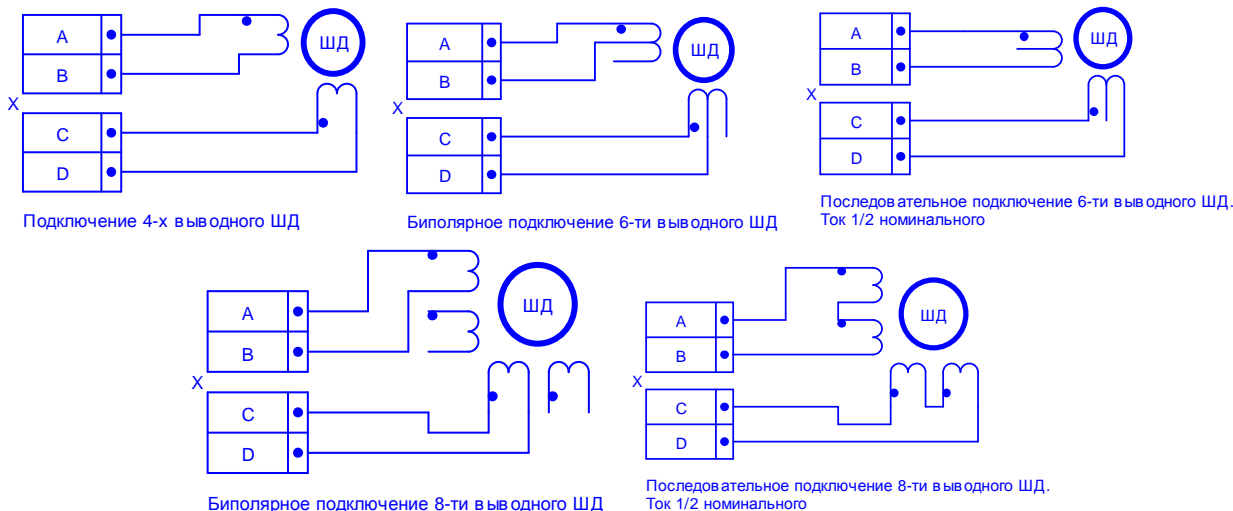 A
B
X
C
D
ШД
Подключение 4-х выводного ШД
A
B
X
C
D
ШД
Биполярное подключение 6-ти выводного ШД
A
B
X
C
D
ШД
Последовательное подключение 6-ти выводного ШД.
Ток 1/2 номинального
A
B
X
C
D
ШД
Биполярное подключение 8-ти выводного ШД
A
B
X
C
D
ШД
Последовательное подключение 8-ти выводного ШД.
Ток 1/2 номинального